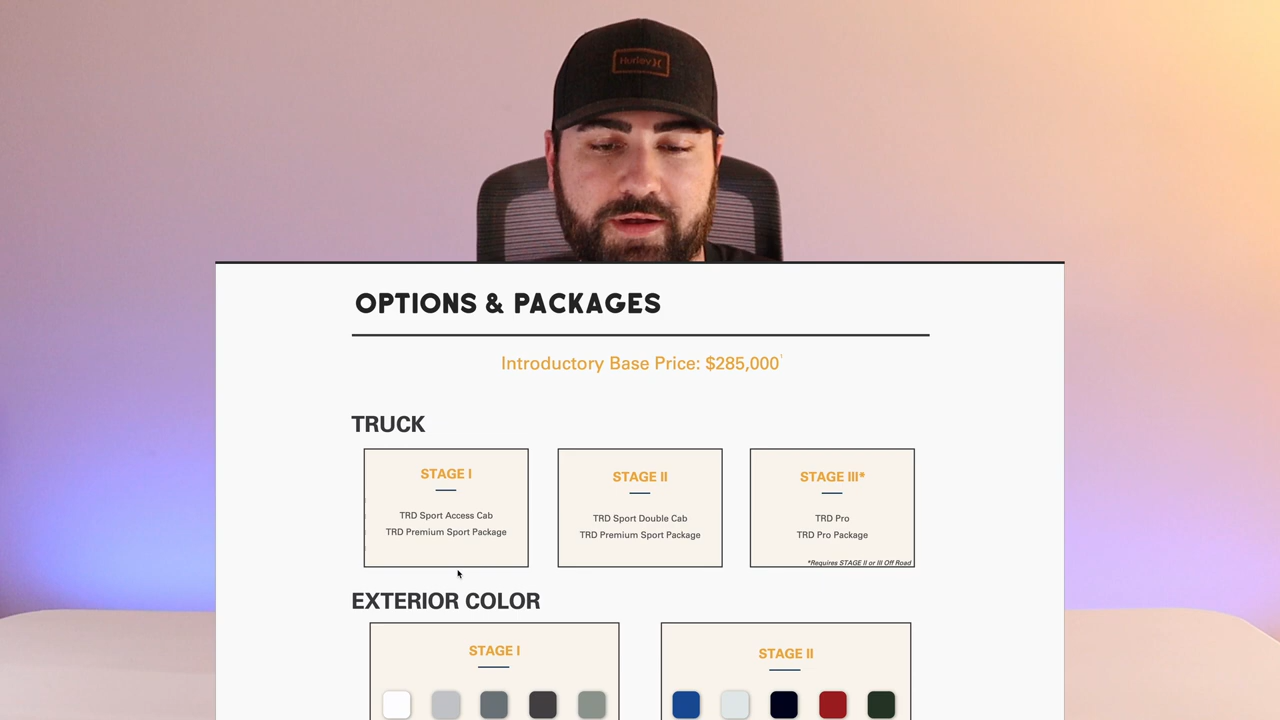 Hurley
OPTIONS & PACKAGES
Introductory Base Price: $285,000¹
TRUCK
STAGE I
TRD Sport Access Cab
TRD Premium Sport Package
STAGE II
TRD Sport Double Cab
TRD Premium Sport Package
STAGE III*
TRD Pro
TRD Pro Package
*Requires STAGE II or III Off Road
EXTERIOR COLOR
STAGE I
STAGE II